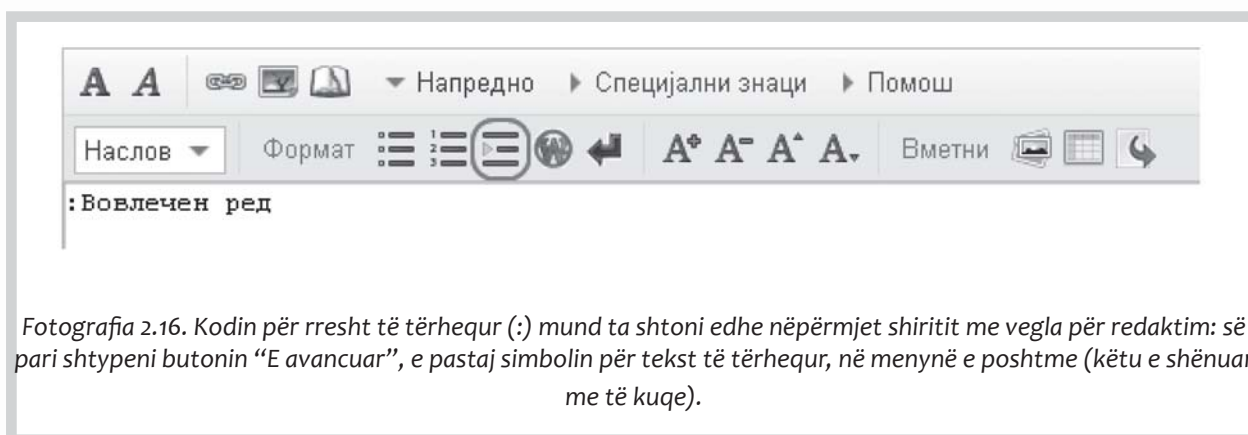 A A Напредно Специјални знаци Помош
Наслов Формат A A A A Вметни
:Вовлечен ред
Fotografia 2.16. Kodin për rresht të tërhequr (:) mund ta shtoni edhe nëpërmjet shiritit me vegla për redaktim: së
pari shtypeni butonin “E avancuar”, e pastaj simbolin për tekst të tërhequr, në menynë e poshtme (këtu e shënuar
me të kuqe).